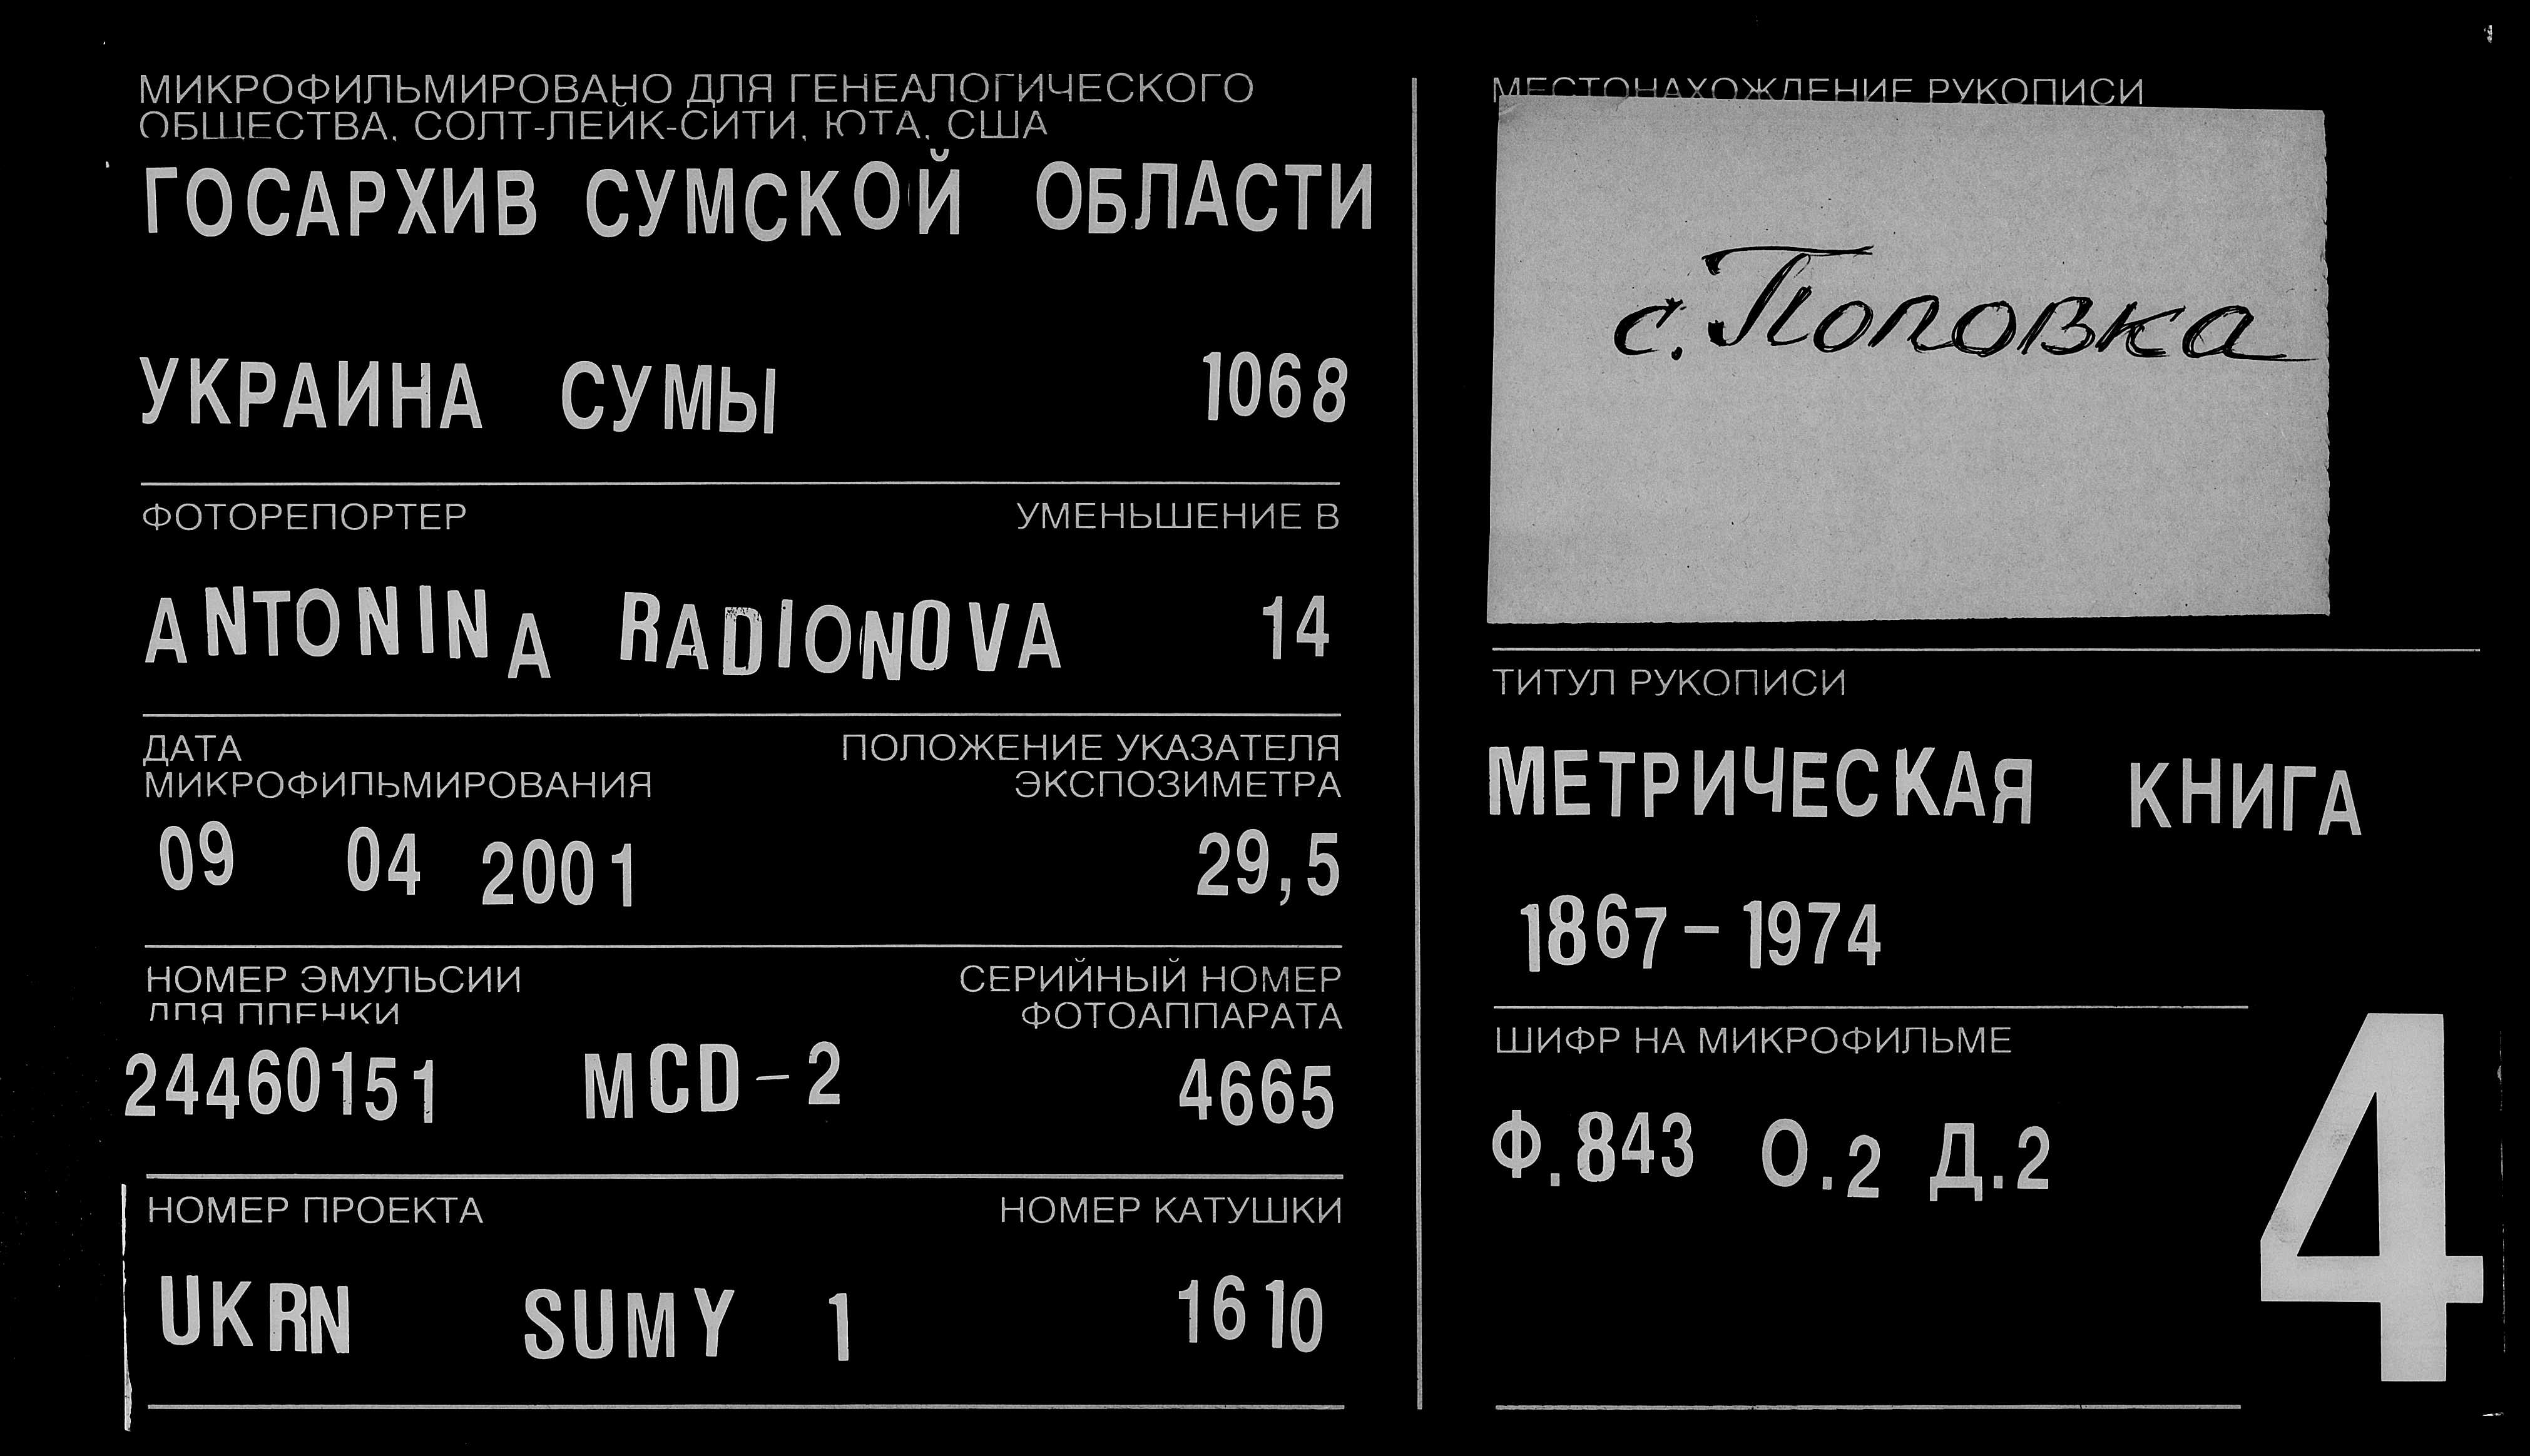 МИКРОФИЛЬМИРОВАНО ДЛЯ ГЕНЕАЛОГИЧЕСКОГО
ОБЩЕСТВА, СОЛТ-ЛЕЙК-СИТИ, ЮТА, США
ГОСАРХИВ СУМСКОЙ ОБЛАСТИ
УКРАИНА СУМЫ 1068
ФОТОРЕПОРТЕР УМЕНЬШЕНИЕ В
ANTONINA RADIONOVA 14
ДАТА ПОЛОЖЕНИЕ УКАЗАТЕЛЯ
МИКРОФИЛЬМИРОВАНИЯ ЭКСПОЗИМЕТРА
09 04 2001 29,5
НОМЕР ЭМУЛЬСИИ СЕРИЙНЫЙ НОМЕР
ДЛЯ ПЛЕНКИ ФОТОАППАРАТА
24460151 MCD-2 4665
НОМЕР ПРОЕКТА НОМЕР КАТУШКИ
UKRN SUMY 1 1610
МЕСТОНАХОЖДЕНИЕ РУКОПИСИ
с. Поповка
ТИТУЛ РУКОПИСИ
МЕТРИЧЕСКАЯ КНИГА
1867-1974
ШИФР НА МИКРОФИЛЬМЕ
Ф.843 О.2 Д.2
4